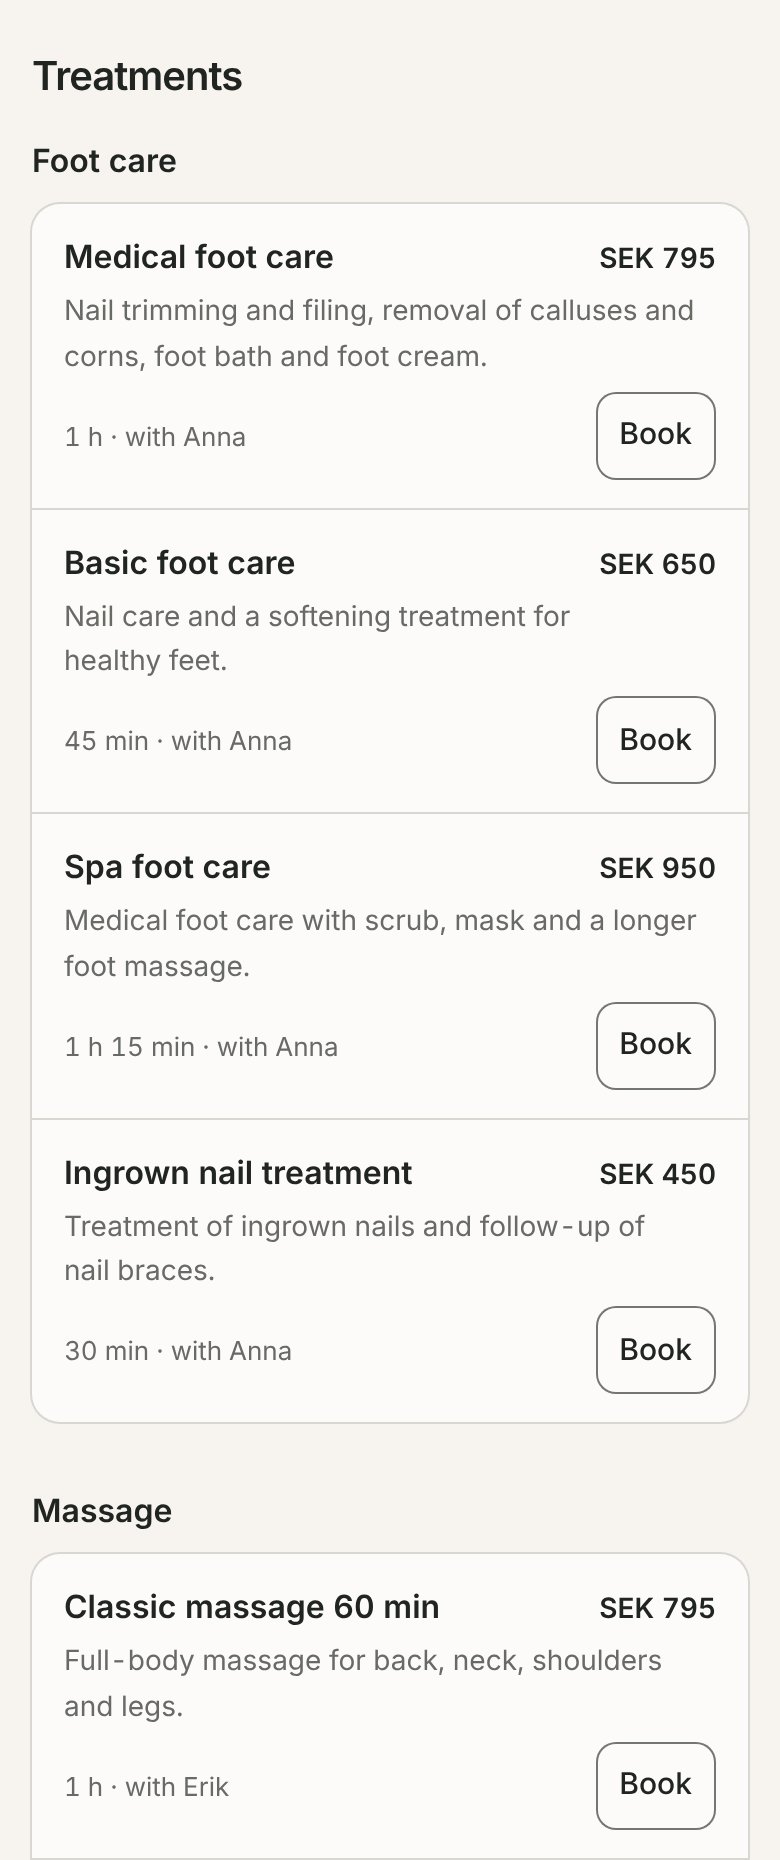 Treatments
Foot care
Medical foot care SEK 795
Nail trimming and filing, removal of calluses and
corns, foot bath and foot cream.
1 h · with Anna Book
Basic foot care SEK 650
Nail care and a softening treatment for
healthy feet.
45 min · with Anna Book
Spa foot care SEK 950
Medical foot care with scrub, mask and a longer
foot massage.
1 h 15 min · with Anna Book
Ingrown nail treatment SEK 450
Treatment of ingrown nails and follow-up of
nail braces.
30 min · with Anna Book
Massage
Classic massage 60 min SEK 795
Full-body massage for back, neck, shoulders
and legs.
1 h · with Erik Book